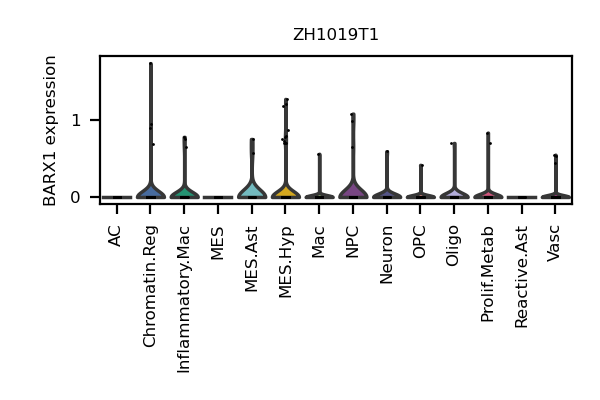 ZH1019T1
BARX1 expression
1
0
AC
Chromatin.Reg
Inflammatory.Mac
MES
MES.Ast
MES.Hyp
Mac
NPC
Neuron
OPC
Oligo
Prolif.Metab
Reactive.Ast
Vasc